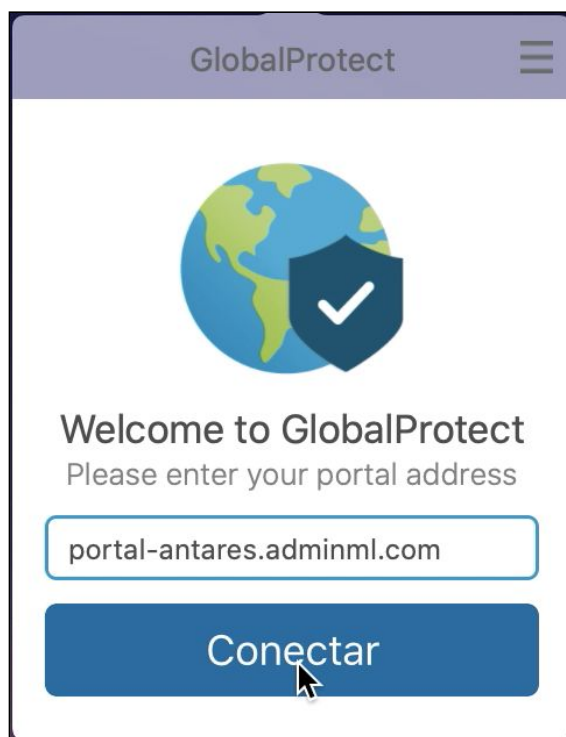 GlobalProtect
Welcome to GlobalProtect
Please enter your portal address
portal-antares.adminml.com
Conectar